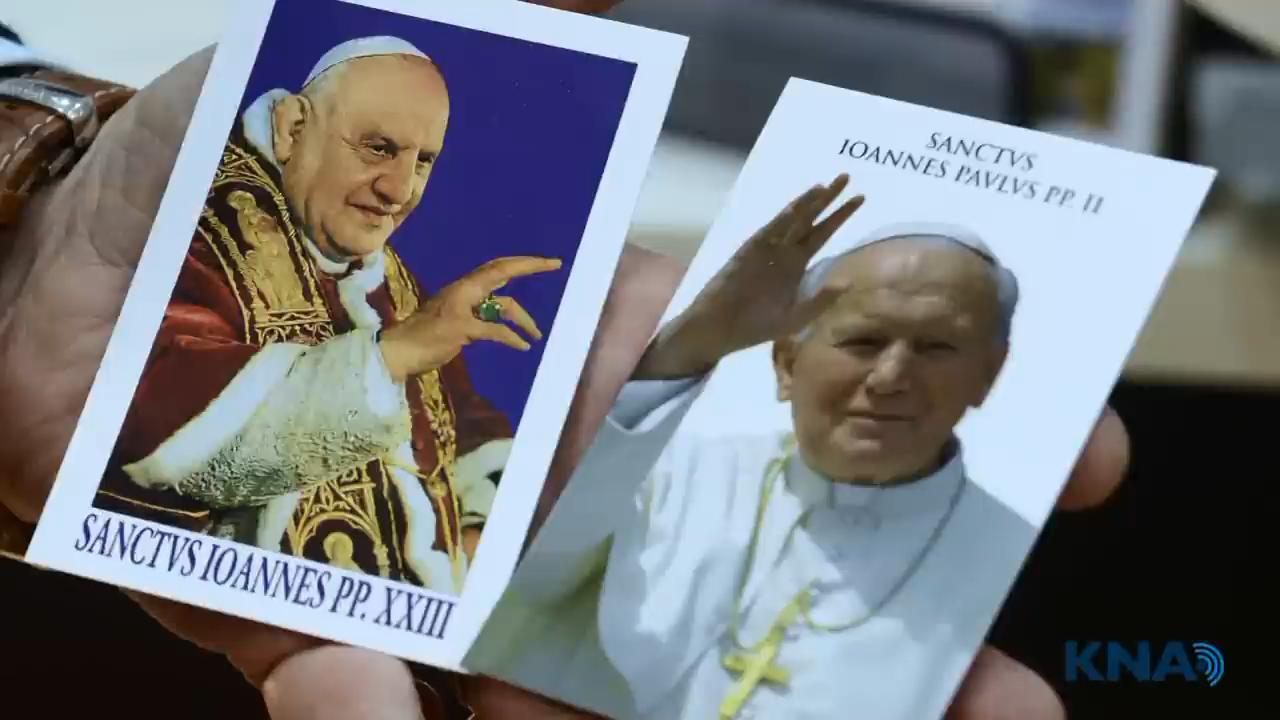 SANCTVS IOANNES PP. XXIII
SANCTVS
IOANNES PAVLVS PP. II
KNA